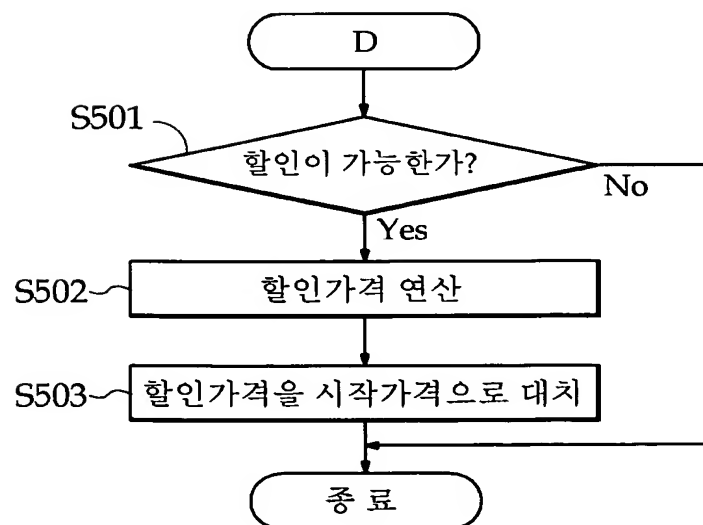 D
S501
할인이 가능한가?
No
Yes
S502
할인가격 연산
S503
할인가격을 시작가격으로 대치
종료